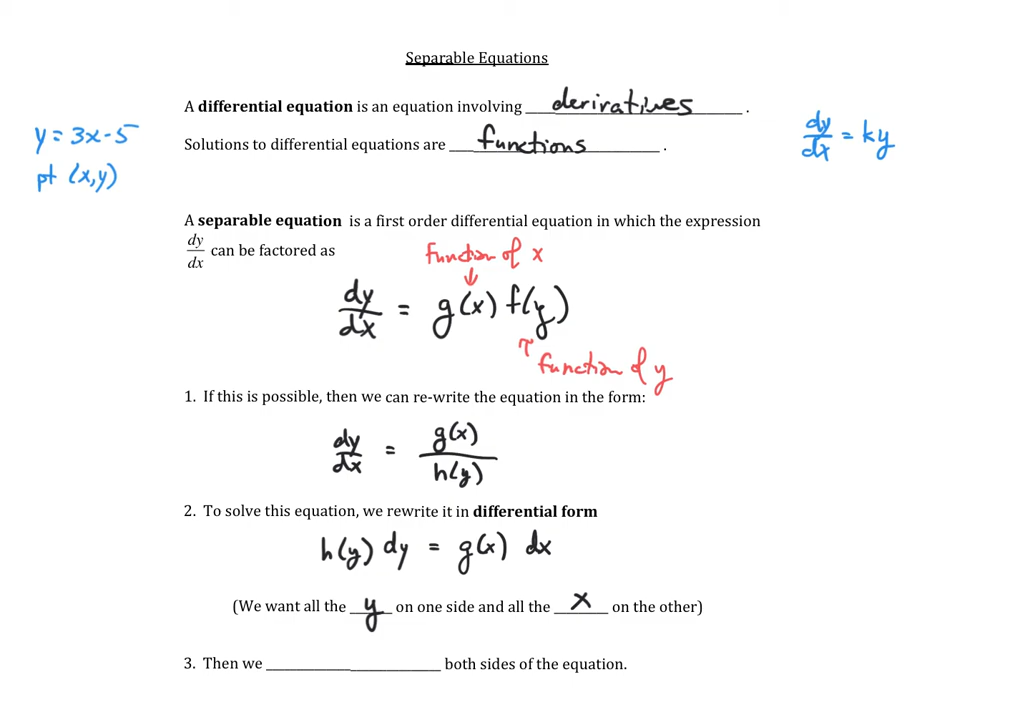 Separable Equations
A differential equation is an equation involving derivatives .
y = 3x - 5
pt (x,y)
Solutions to differential equations are functions .
dy/dx = ky
A separable equation is a first order differential equation in which the expression
dy/dx can be factored as
function of x
↓
dy/dx = g(x) f(y)
↑ function of y
1. If this is possible, then we can re-write the equation in the form:
dy/dx = g(x)/h(y)
2. To solve this equation, we rewrite it in differential form
h(y) dy = g(x) dx
(We want all the y on one side and all the x on the other)
3. Then we ______________________ both sides of the equation.